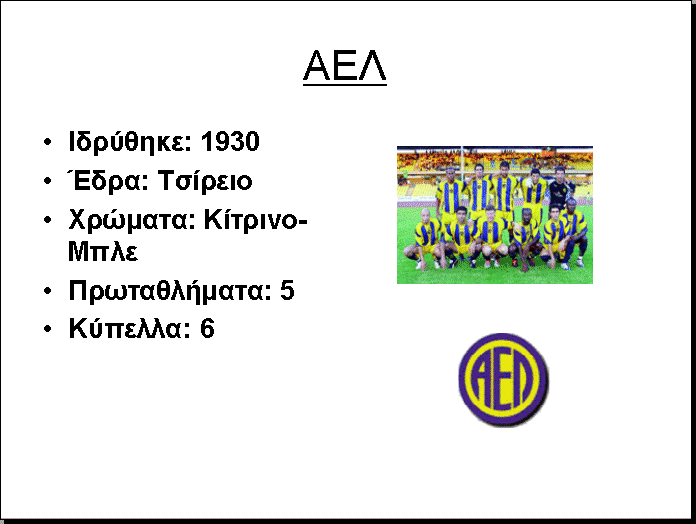 ΑΕΛ
• Ιδρύθηκε: 1930
• Έδρα: Τσίρειο
• Χρώματα: Κίτρινο-
Μπλε
• Πρωταθλήματα: 5
• Κύπελλα: 6
ΑΕΛ